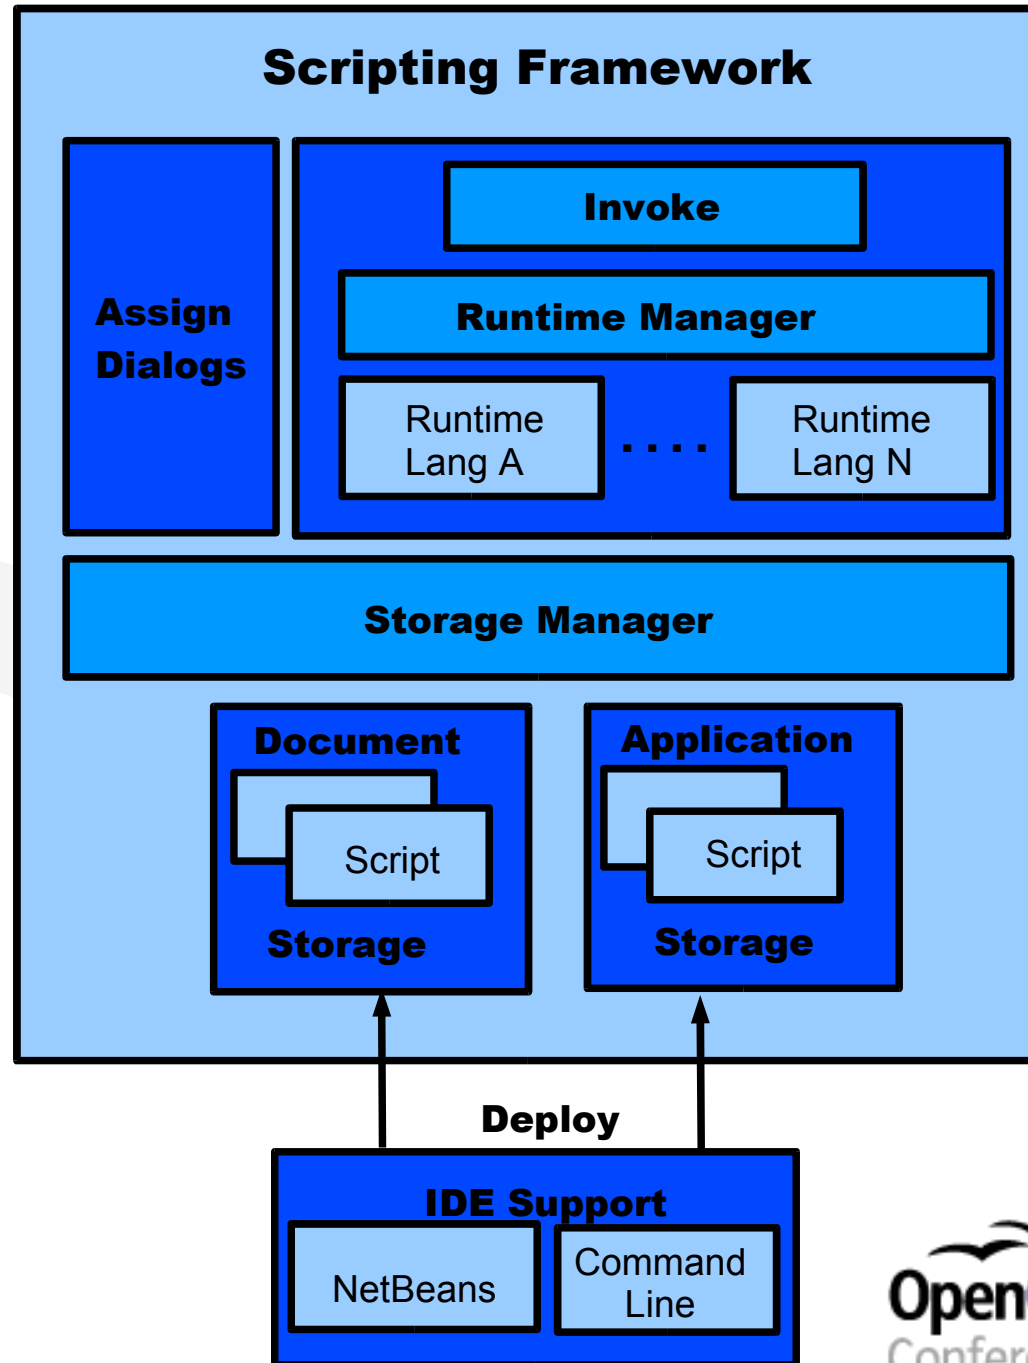 Scripting Framework
Invoke
Assign
Dialogs
Runtime Manager
Runtime
Lang A
. . . .
Runtime
Lang N
Storage Manager
Document
Script
Storage
Application
Script
Storage
Deploy
IDE Support
NetBeans
Command
Line
Open